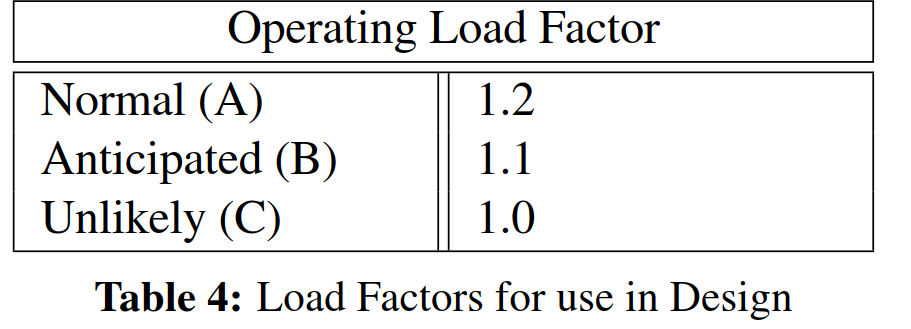 Operating Load Factor
Normal (A) 1.2
Anticipated (B) 1.1
Unlikely (C) 1.0
Table 4: Load Factors for use in Design